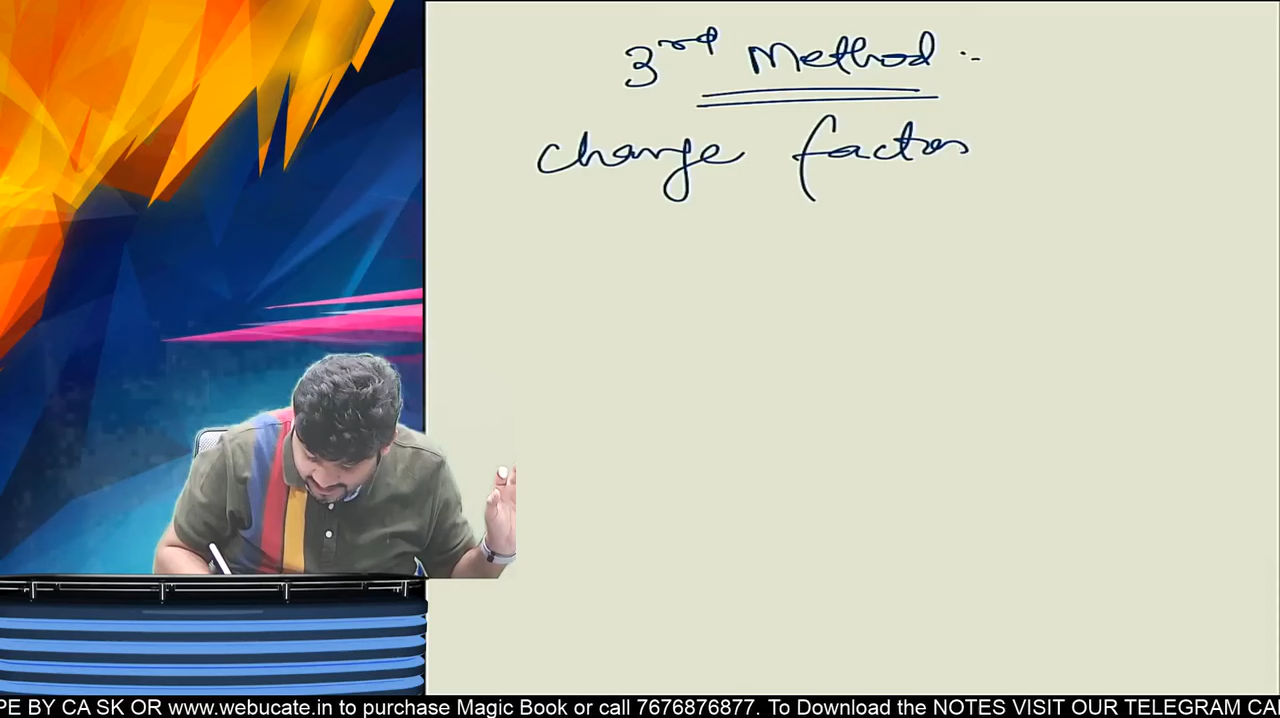 3rd Method :-
change factor
PE BY CA SK OR www.webucate.in to purchase Magic Book or call 7676876877. To Download the NOTES VISIT OUR TELEGRAM CA